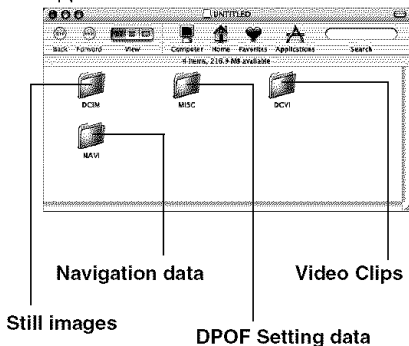 UNTITLED
Back Forward View Computer Home Favorites Applications Search
4 items, 216.9 MB available
DCIM MISC DCVI
NAVI
Navigation data Video Clips
Still images
DPOF Setting data